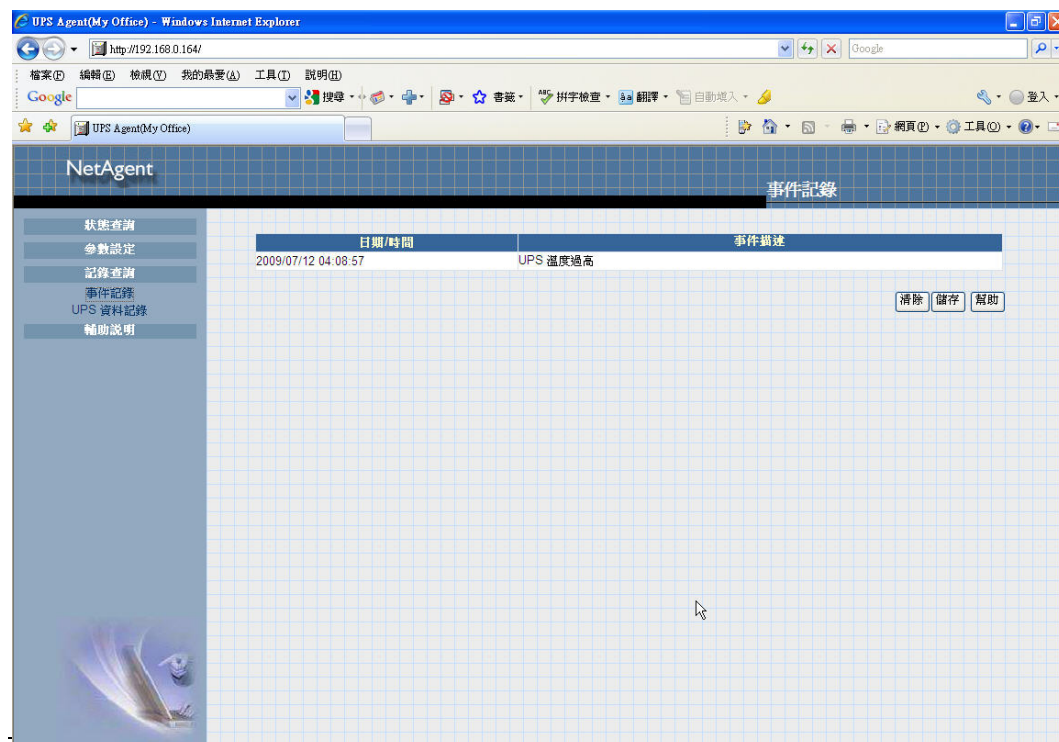 UPS Agent(My Office) - Windows Internet Explorer
http://192.168.0.164/
Google
檔案(F) 編輯(E) 檢視(V) 我的最愛(A) 工具(T) 說明(H)
Google 搜尋 書籤 ABC 拼字檢查 āa 翻譯 自動填入 登入
UPS Agent(My Office) 網頁(P) 工具(O)
NetAgent
事件記錄
狀態查詢
參數設定
記錄查詢
事件記錄
UPS 資料記錄
輔助說明
日期/時間 事件描述
2009/07/12 04:08:57 UPS 溫度過高
清除 儲存 幫助